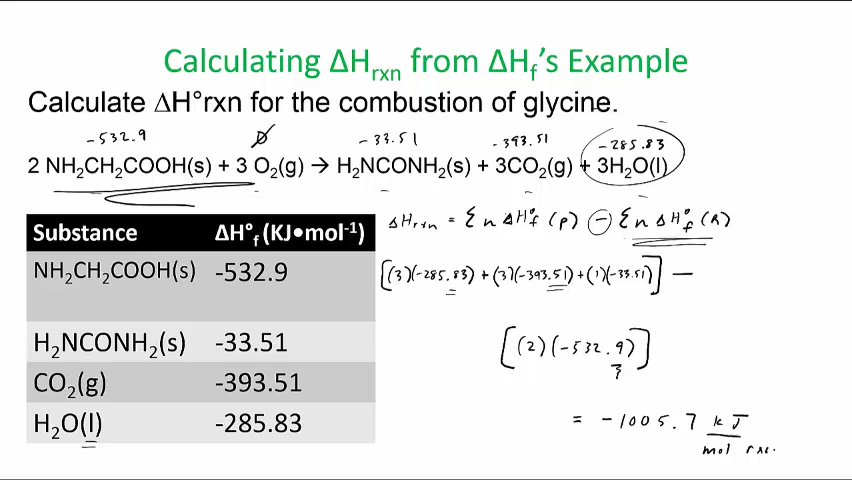 Calculating ΔHrxn from ΔHf's Example
Calculate ΔH°rxn for the combustion of glycine.
-532.9 0 -33.51 -393.51 -285.83
2 NH₂CH₂COOH(s) + 3 O₂(g) → H₂NCONH₂(s) + 3CO₂(g) + 3H₂O(l)
ΔHrxn = Σ n ΔH°f (P) - Σ n ΔH°f (R)
[(3)(-285.83) + (3)(-393.51) + (1)(-33.51)] —
[(2)(-532.9)]
= -1005.7 kJ
mol rxn.
Substance ΔH°f (KJ•mol⁻¹)
NH₂CH₂COOH(s) -532.9
H₂NCONH₂(s) -33.51
CO₂(g) -393.51
H₂O(l) -285.83